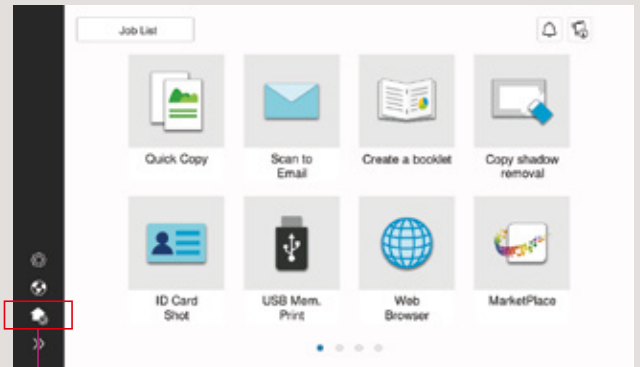 Job List
Quick Copy
Scan to
Email
Create a booklet
Copy shadow
removal
ID Card
Shot
USB Mem.
Print
Web
Browser
MarketPlace